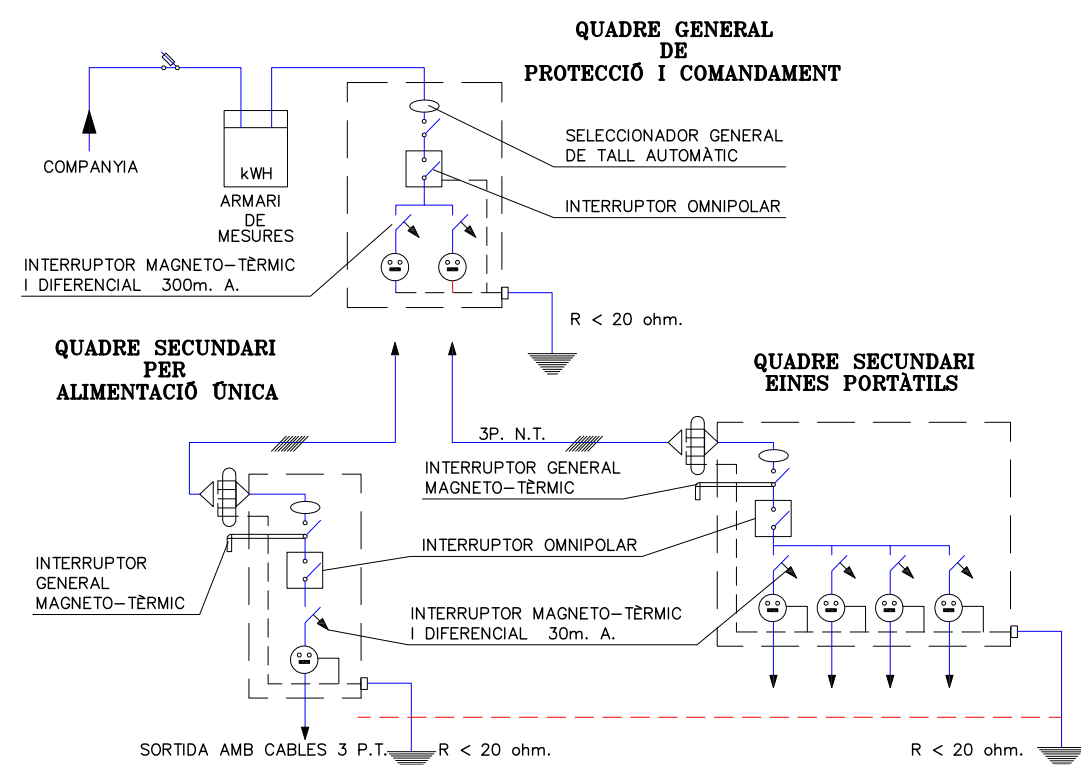 QUADRE GENERAL
DE
PROTECCIÓ I COMANDAMENT
COMPANYIA
kWH
ARMARI
DE
MESURES
SELECCIONADOR GENERAL
DE TALL AUTOMÀTIC
INTERRUPTOR OMNIPOLAR
INTERRUPTOR MAGNETO-TÈRMIC
I DIFERENCIAL 300m. A.
R < 20 ohm.
QUADRE SECUNDARI
PER
ALIMENTACIÓ ÚNICA
QUADRE SECUNDARI
EINES PORTÀTILS
3P. N.T.
INTERRUPTOR GENERAL
MAGNETO-TÈRMIC
INTERRUPTOR OMNIPOLAR
INTERRUPTOR
GENERAL
MAGNETO-TÈRMIC
INTERRUPTOR MAGNETO-TÈRMIC
I DIFERENCIAL 30m. A.
SORTIDA AMB CABLES 3 P.T.
R < 20 ohm.
R < 20 ohm.